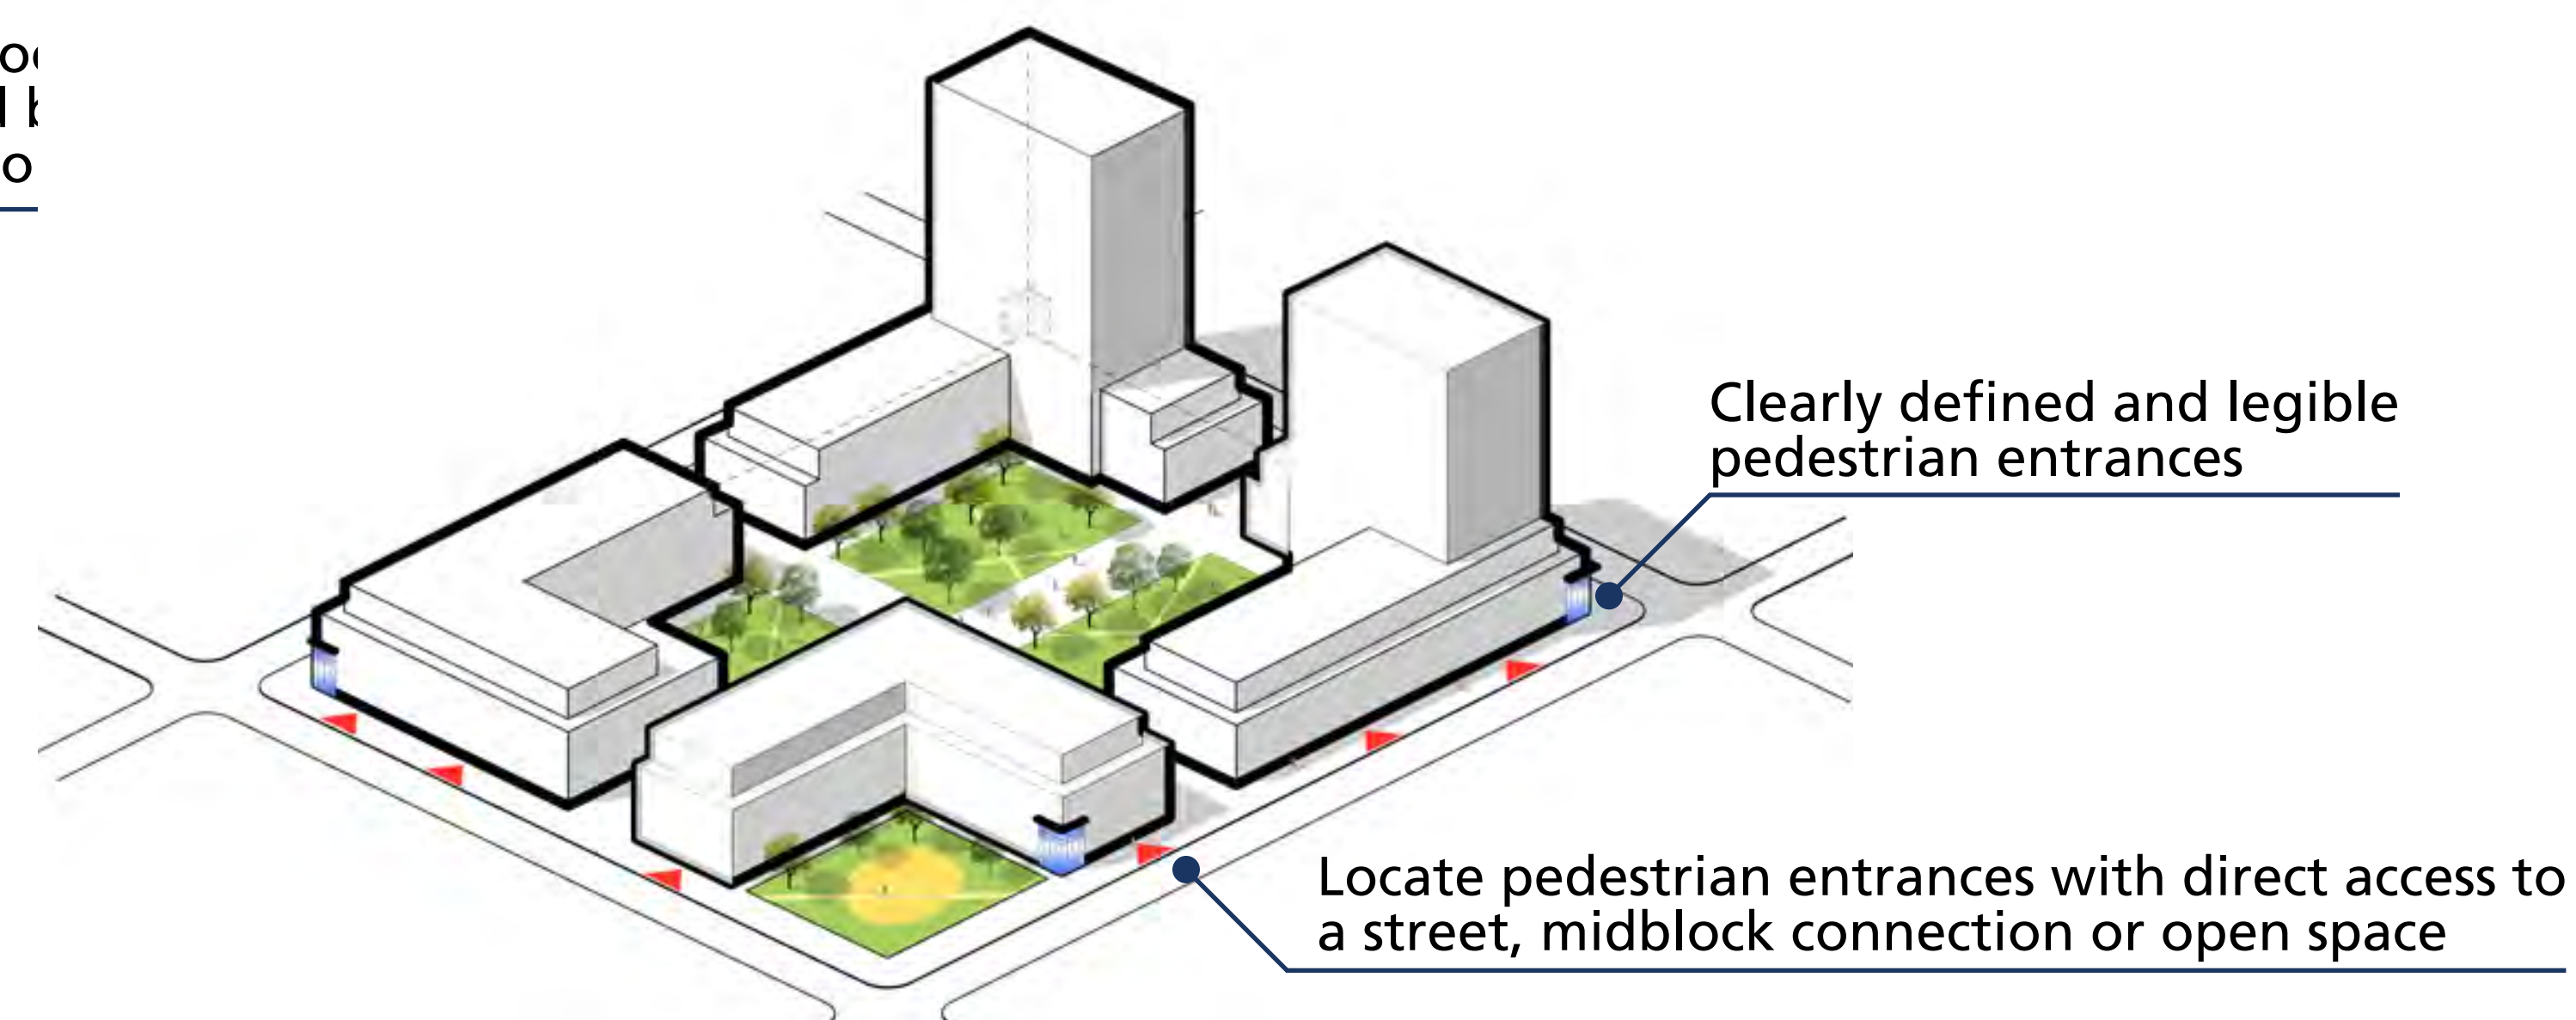 Clearly defined and legible
pedestrian entrances
Locate pedestrian entrances with direct access to
a street, midblock connection or open space